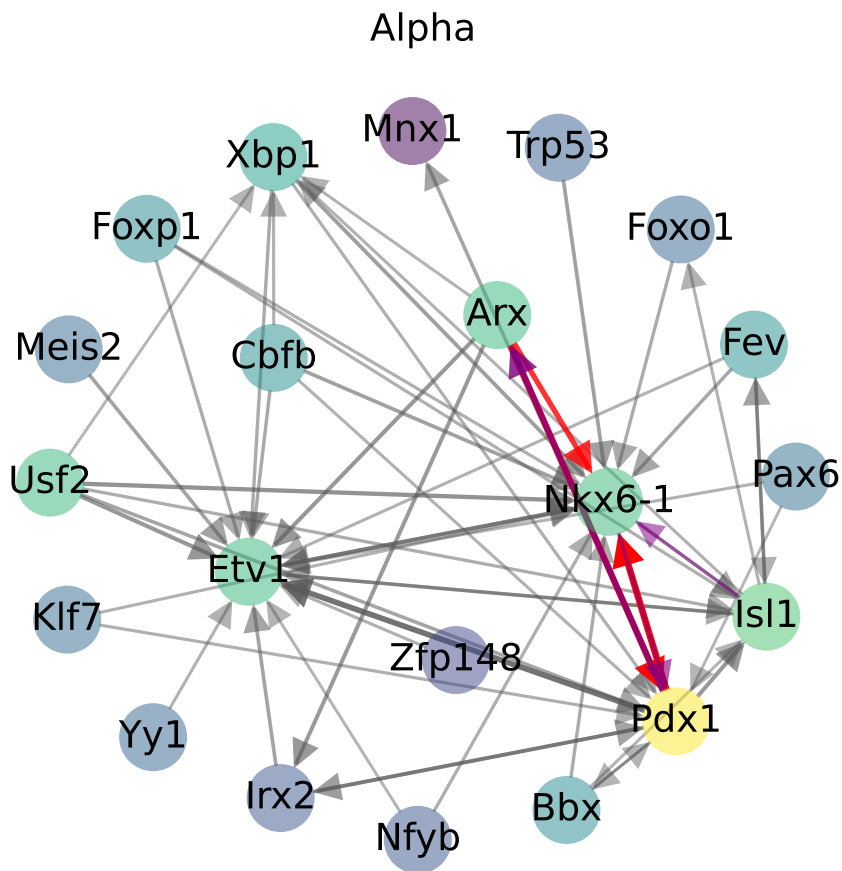 Alpha
Mnx1
Trp53
Xbp1
Foxp1
Foxo1
Arx
Fev
Meis2
Cbfb
Pax6
Usf2
Nkx6-1
Etv1
Isl1
Klf7
Zfp148
Pdx1
Yy1
Irx2
Bbx
Nfyb